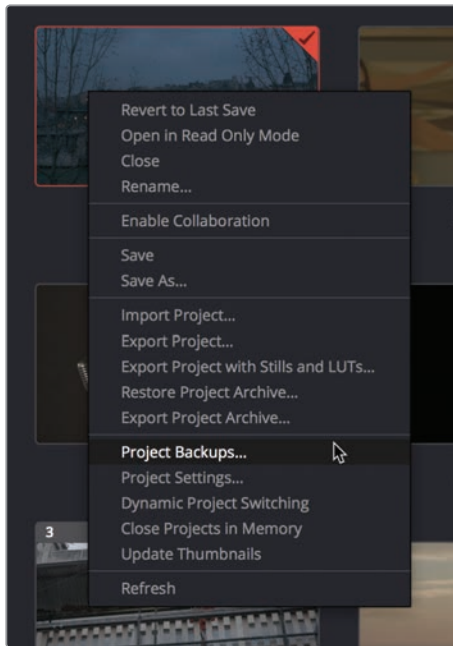 Revert to Last Save
Open in Read Only Mode
Close
Rename...
Enable Collaboration
Save
Save As...
Import Project...
Export Project...
Export Project with Stills and LUTs...
Restore Project Archive...
Export Project Archive...
Project Backups...
Project Settings...
Dynamic Project Switching
Close Projects in Memory
3
Update Thumbnails
Refresh